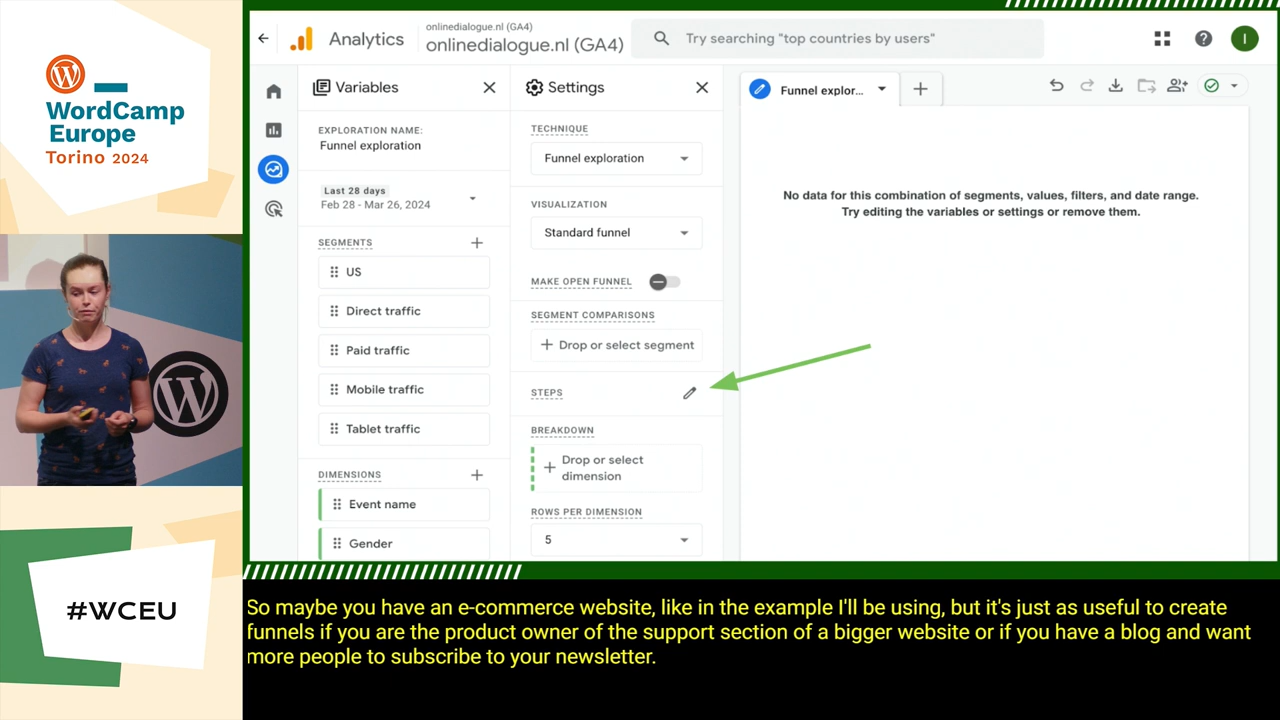 WordCamp
Europe
Torino 2024
#WCEU
Analytics
onlinedialogue.nl (GA4)
onlinedialogue.nl (GA4)
Try searching "top countries by users"
I
Variables
EXPLORATION NAME:
Funnel exploration
Last 28 days
Feb 28 - Mar 26, 2024
SEGMENTS
US
Direct traffic
Paid traffic
Mobile traffic
Tablet traffic
DIMENSIONS
Event name
Gender
Settings
TECHNIQUE
Funnel exploration
VISUALIZATION
Standard funnel
MAKE OPEN FUNNEL
SEGMENT COMPARISONS
Drop or select segment
STEPS
BREAKDOWN
Drop or select
dimension
ROWS PER DIMENSION
5
Funnel explor...
No data for this combination of segments, values, filters, and date range.
Try editing the variables or settings or remove them.
So maybe you have an e-commerce website, like in the example I'll be using, but it's just as useful to create
funnels if you are the product owner of the support section of a bigger website or if you have a blog and want
more people to subscribe to your newsletter.